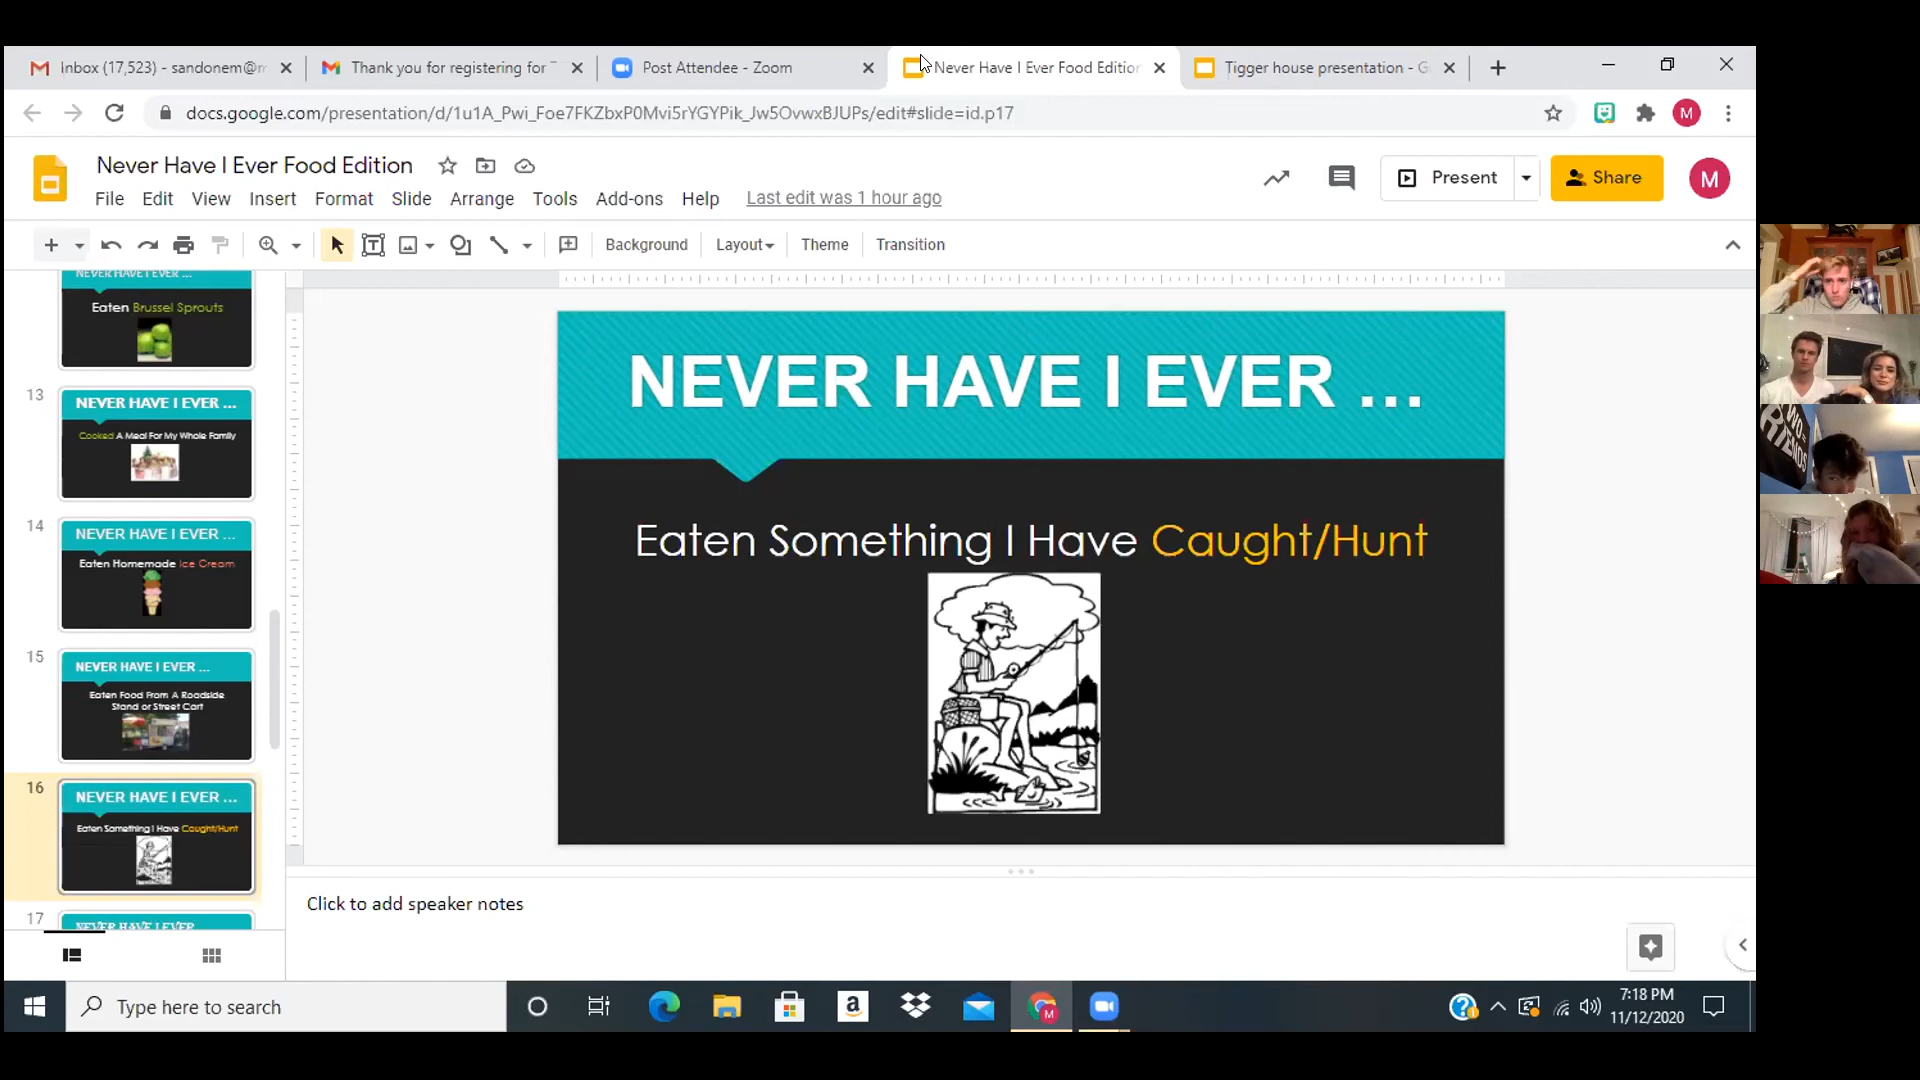 Inbox (17,523) - sandonem@m
Thank you for registering for
Post Attendee - Zoom
Never Have I Ever Food Edition
Tigger house presentation - G
docs.google.com/presentation/d/1u1A_Pwi_Foe7FKZbxP0Mvi5rYGYPik_Jw5OvwxBJUPs/edit#slide=id.p17
M
Never Have I Ever Food Edition
File Edit View Insert Format Slide Arrange Tools Add-ons Help Last edit was 1 hour ago
Present
Share
M
Background Layout Theme Transition
NEVER HAVE I EVER ...
Eaten Brussel Sprouts
13
NEVER HAVE I EVER ...
Cooked A Meal For My Whole Family
14
NEVER HAVE I EVER ...
Eaten Homemade Ice Cream
15
NEVER HAVE I EVER ...
Eaten Food From A Roadside
Stand or Street Cart
16
NEVER HAVE I EVER ...
Eaten Something I Have Caught/Hunt
17
NEVER HAVE I EVER
NEVER HAVE I EVER ...
Eaten Something I Have Caught/Hunt
Click to add speaker notes
FRIENDS
Type here to search
7:18 PM
11/12/2020